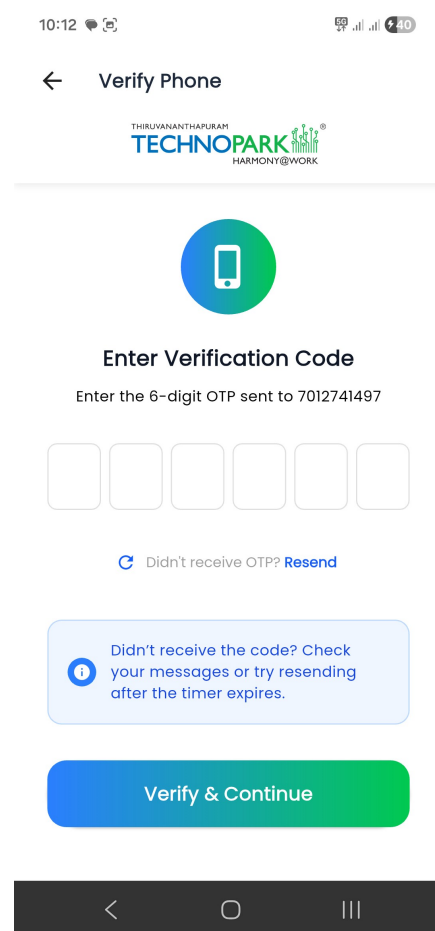 10:12
5G
40
Verify Phone
THIRUVANANTHAPURAM
TECHNOPARK®
HARMONY@WORK
Enter Verification Code
Enter the 6-digit OTP sent to 7012741497
Didn't receive OTP? Resend
Didn’t receive the code? Check
your messages or try resending
after the timer expires.
Verify & Continue